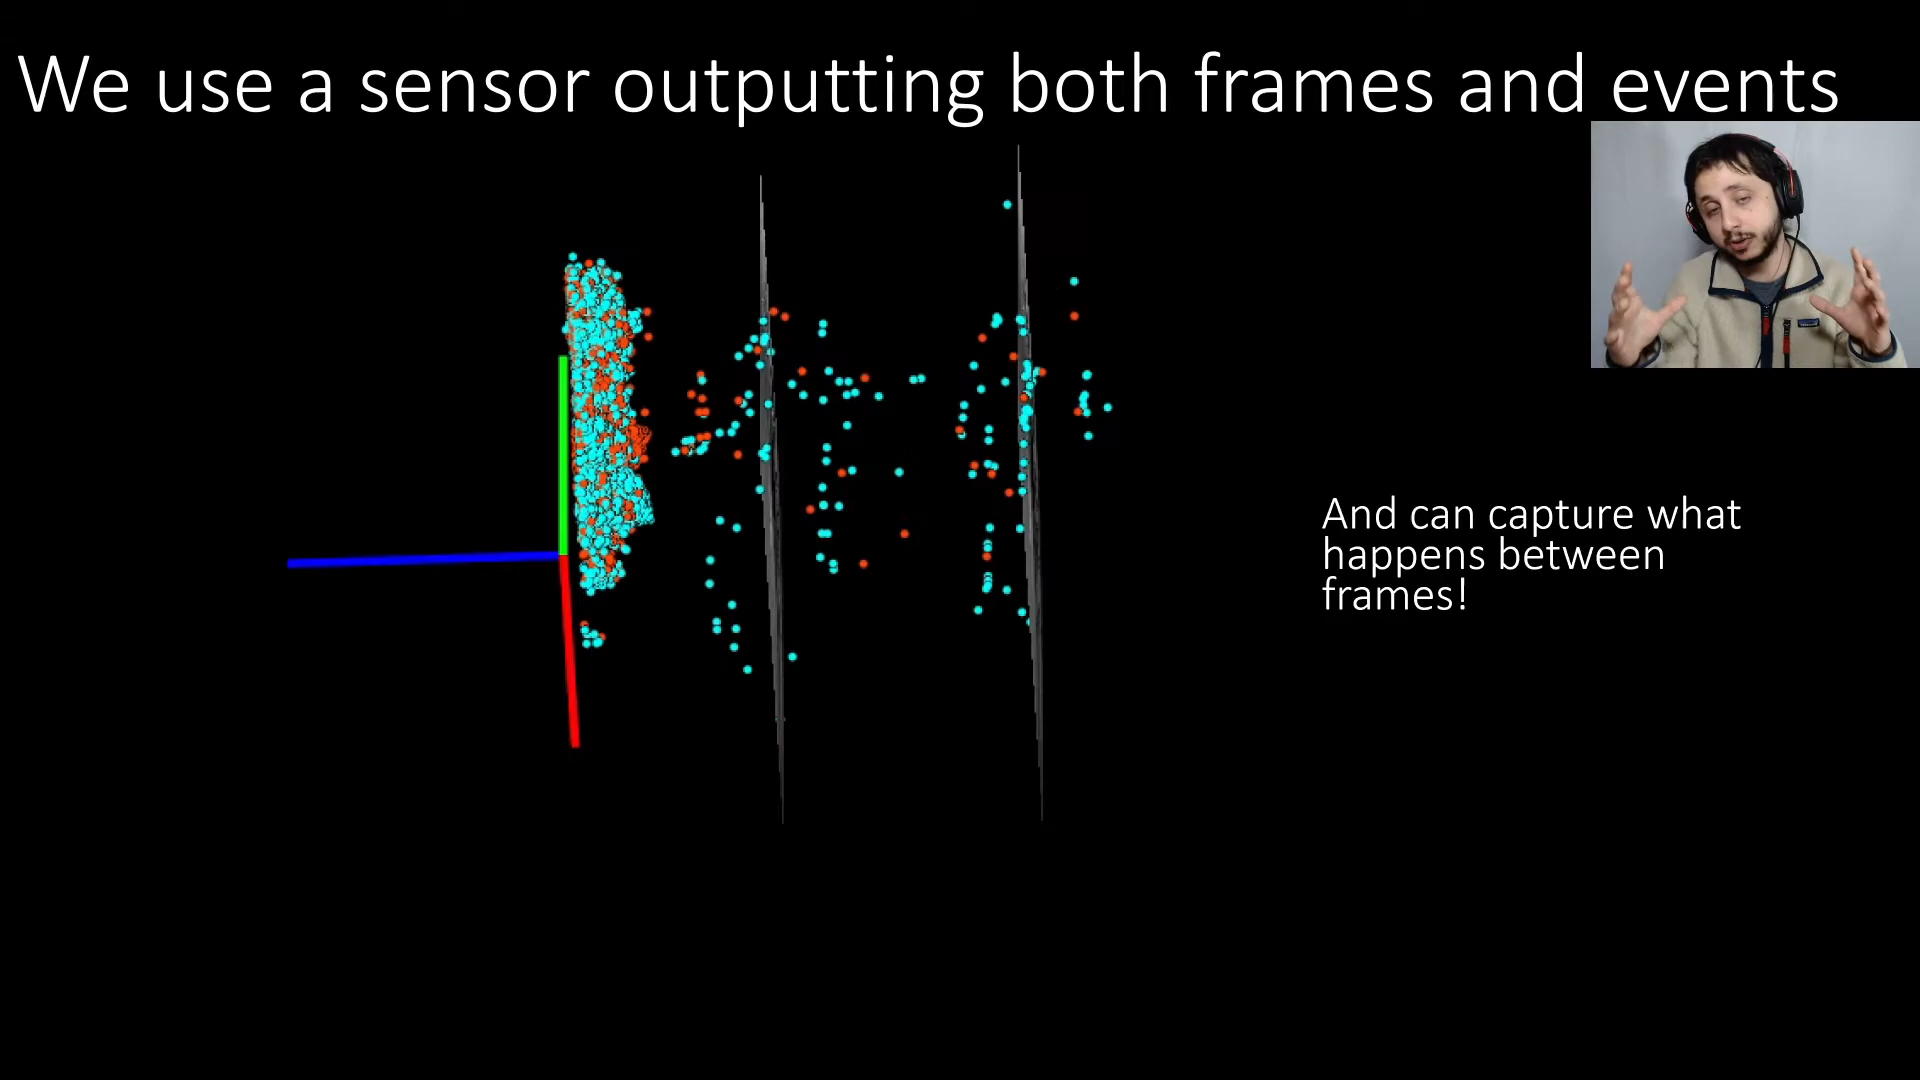 We use a sensor outputting both frames and events
And can capture what
happens between
frames!